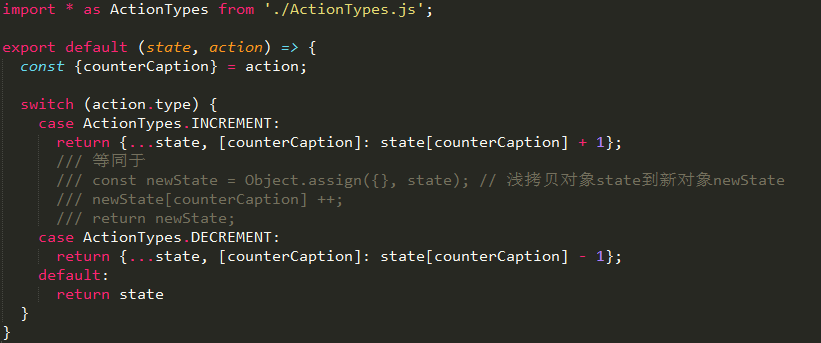 import * as ActionTypes from './ActionTypes.js';
export default (state, action) => {
const {counterCaption} = action;
switch (action.type) {
case ActionTypes.INCREMENT:
return {...state, [counterCaption]: state[counterCaption] + 1};
/// 等同于
/// const newState = Object.assign({}, state); // 浅拷贝对象state到新对象newState
/// newState[counterCaption] ++;
/// return newState;
case ActionTypes.DECREMENT:
return {...state, [counterCaption]: state[counterCaption] - 1};
default:
return state
}
}